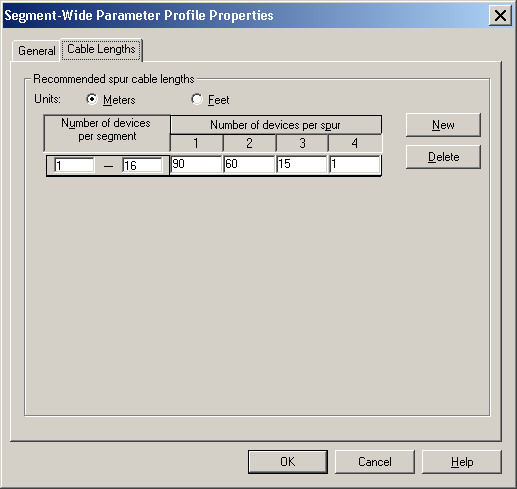 Segment-Wide Parameter Profile Properties
General Cable Lengths
Recommended spur cable lengths
Units: Meters Feet
Number of devices per segment
Number of devices per spur
1 2 3 4
1 — 16 90 60 15 1
New
Delete
OK Cancel Help